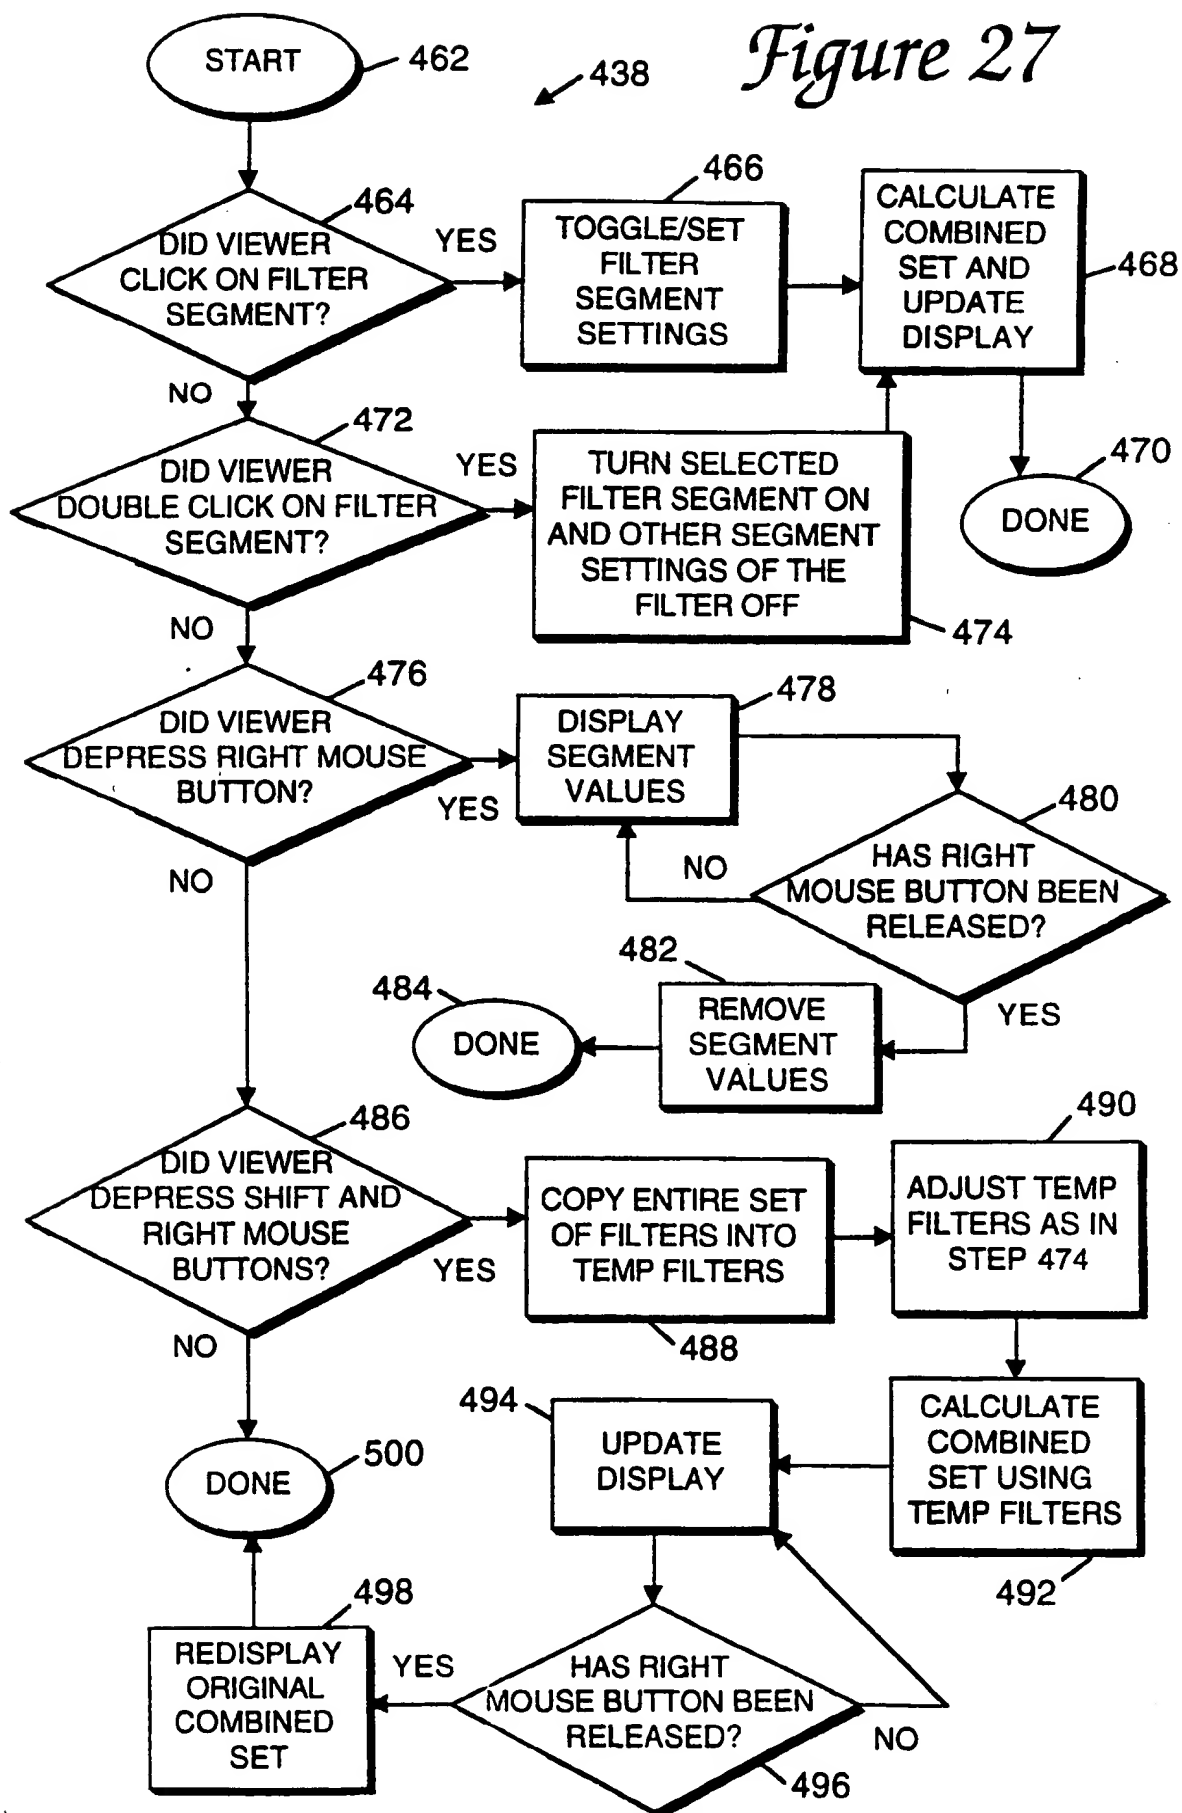 Figure 27
START
462
438
464
DID VIEWER
CLICK ON FILTER
SEGMENT?
YES
NO
466
TOGGLE/SET
FILTER
SEGMENT
SETTINGS
CALCULATE
COMBINED
SET AND
UPDATE
DISPLAY
468
470
DONE
472
DID VIEWER
DOUBLE CLICK ON FILTER
SEGMENT?
YES
NO
TURN SELECTED
FILTER SEGMENT ON
AND OTHER SEGMENT
SETTINGS OF THE
FILTER OFF
474
476
DID VIEWER
DEPRESS RIGHT MOUSE
BUTTON?
YES
NO
478
DISPLAY
SEGMENT
VALUES
480
HAS RIGHT
MOUSE BUTTON BEEN
RELEASED?
NO
YES
482
REMOVE
SEGMENT
VALUES
484
DONE
486
DID VIEWER
DEPRESS SHIFT AND
RIGHT MOUSE
BUTTONS?
YES
NO
COPY ENTIRE SET
OF FILTERS INTO
TEMP FILTERS
488
490
ADJUST TEMP
FILTERS AS IN
STEP 474
CALCULATE
COMBINED
SET USING
TEMP FILTERS
492
494
UPDATE
DISPLAY
HAS RIGHT
MOUSE BUTTON BEEN
RELEASED?
496
NO
YES
498
REDISPLAY
ORIGINAL
COMBINED
SET
500
DONE